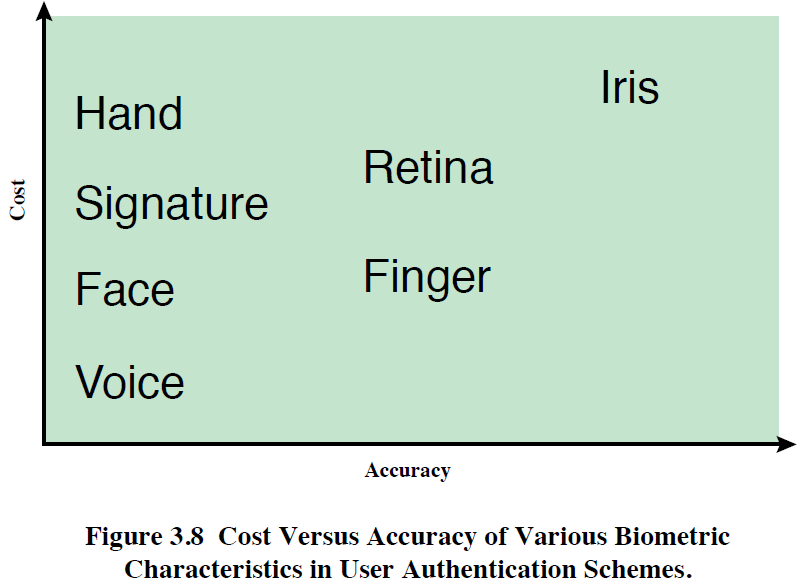 Cost
Hand
Iris
Retina
Signature
Finger
Face
Voice
Accuracy
Figure 3.8 Cost Versus Accuracy of Various Biometric
Characteristics in User Authentication Schemes.